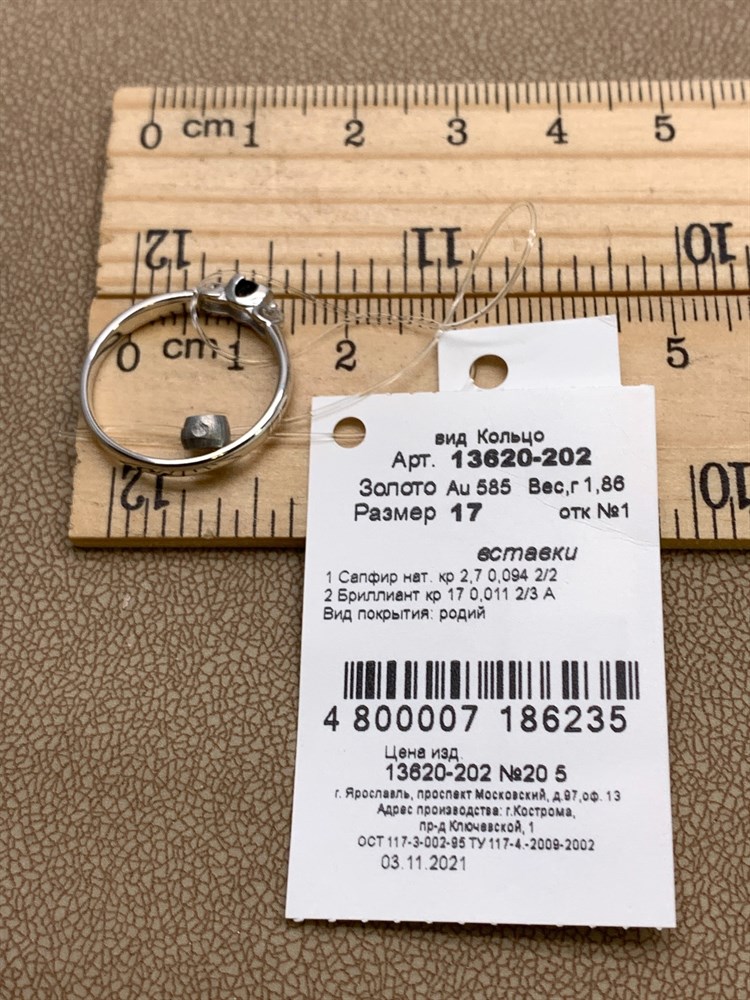 0 cm 1 2 3 4 5
12 11 10
0 cm 1 2 5
12 10
вид Кольцо
Арт. 13620-202
Золото Au 585 Вес,г 1,86
Размер 17 отк №1
вставки
1 Сапфир нат. кр 2,7 0,094 2/2
2 Бриллиант кр 17 0,011 2/3 А
Вид покрытия: родий
4 800007 186235
Цена изд.
13620-202 №20 5
г. Ярославль, проспект Московский, д.97,оф. 13
Адрес производства: г.Кострома,
пр-д Ключевской, 1
ОСТ 117-3-002-95 ТУ 117-4.-2009-2002
03.11.2021